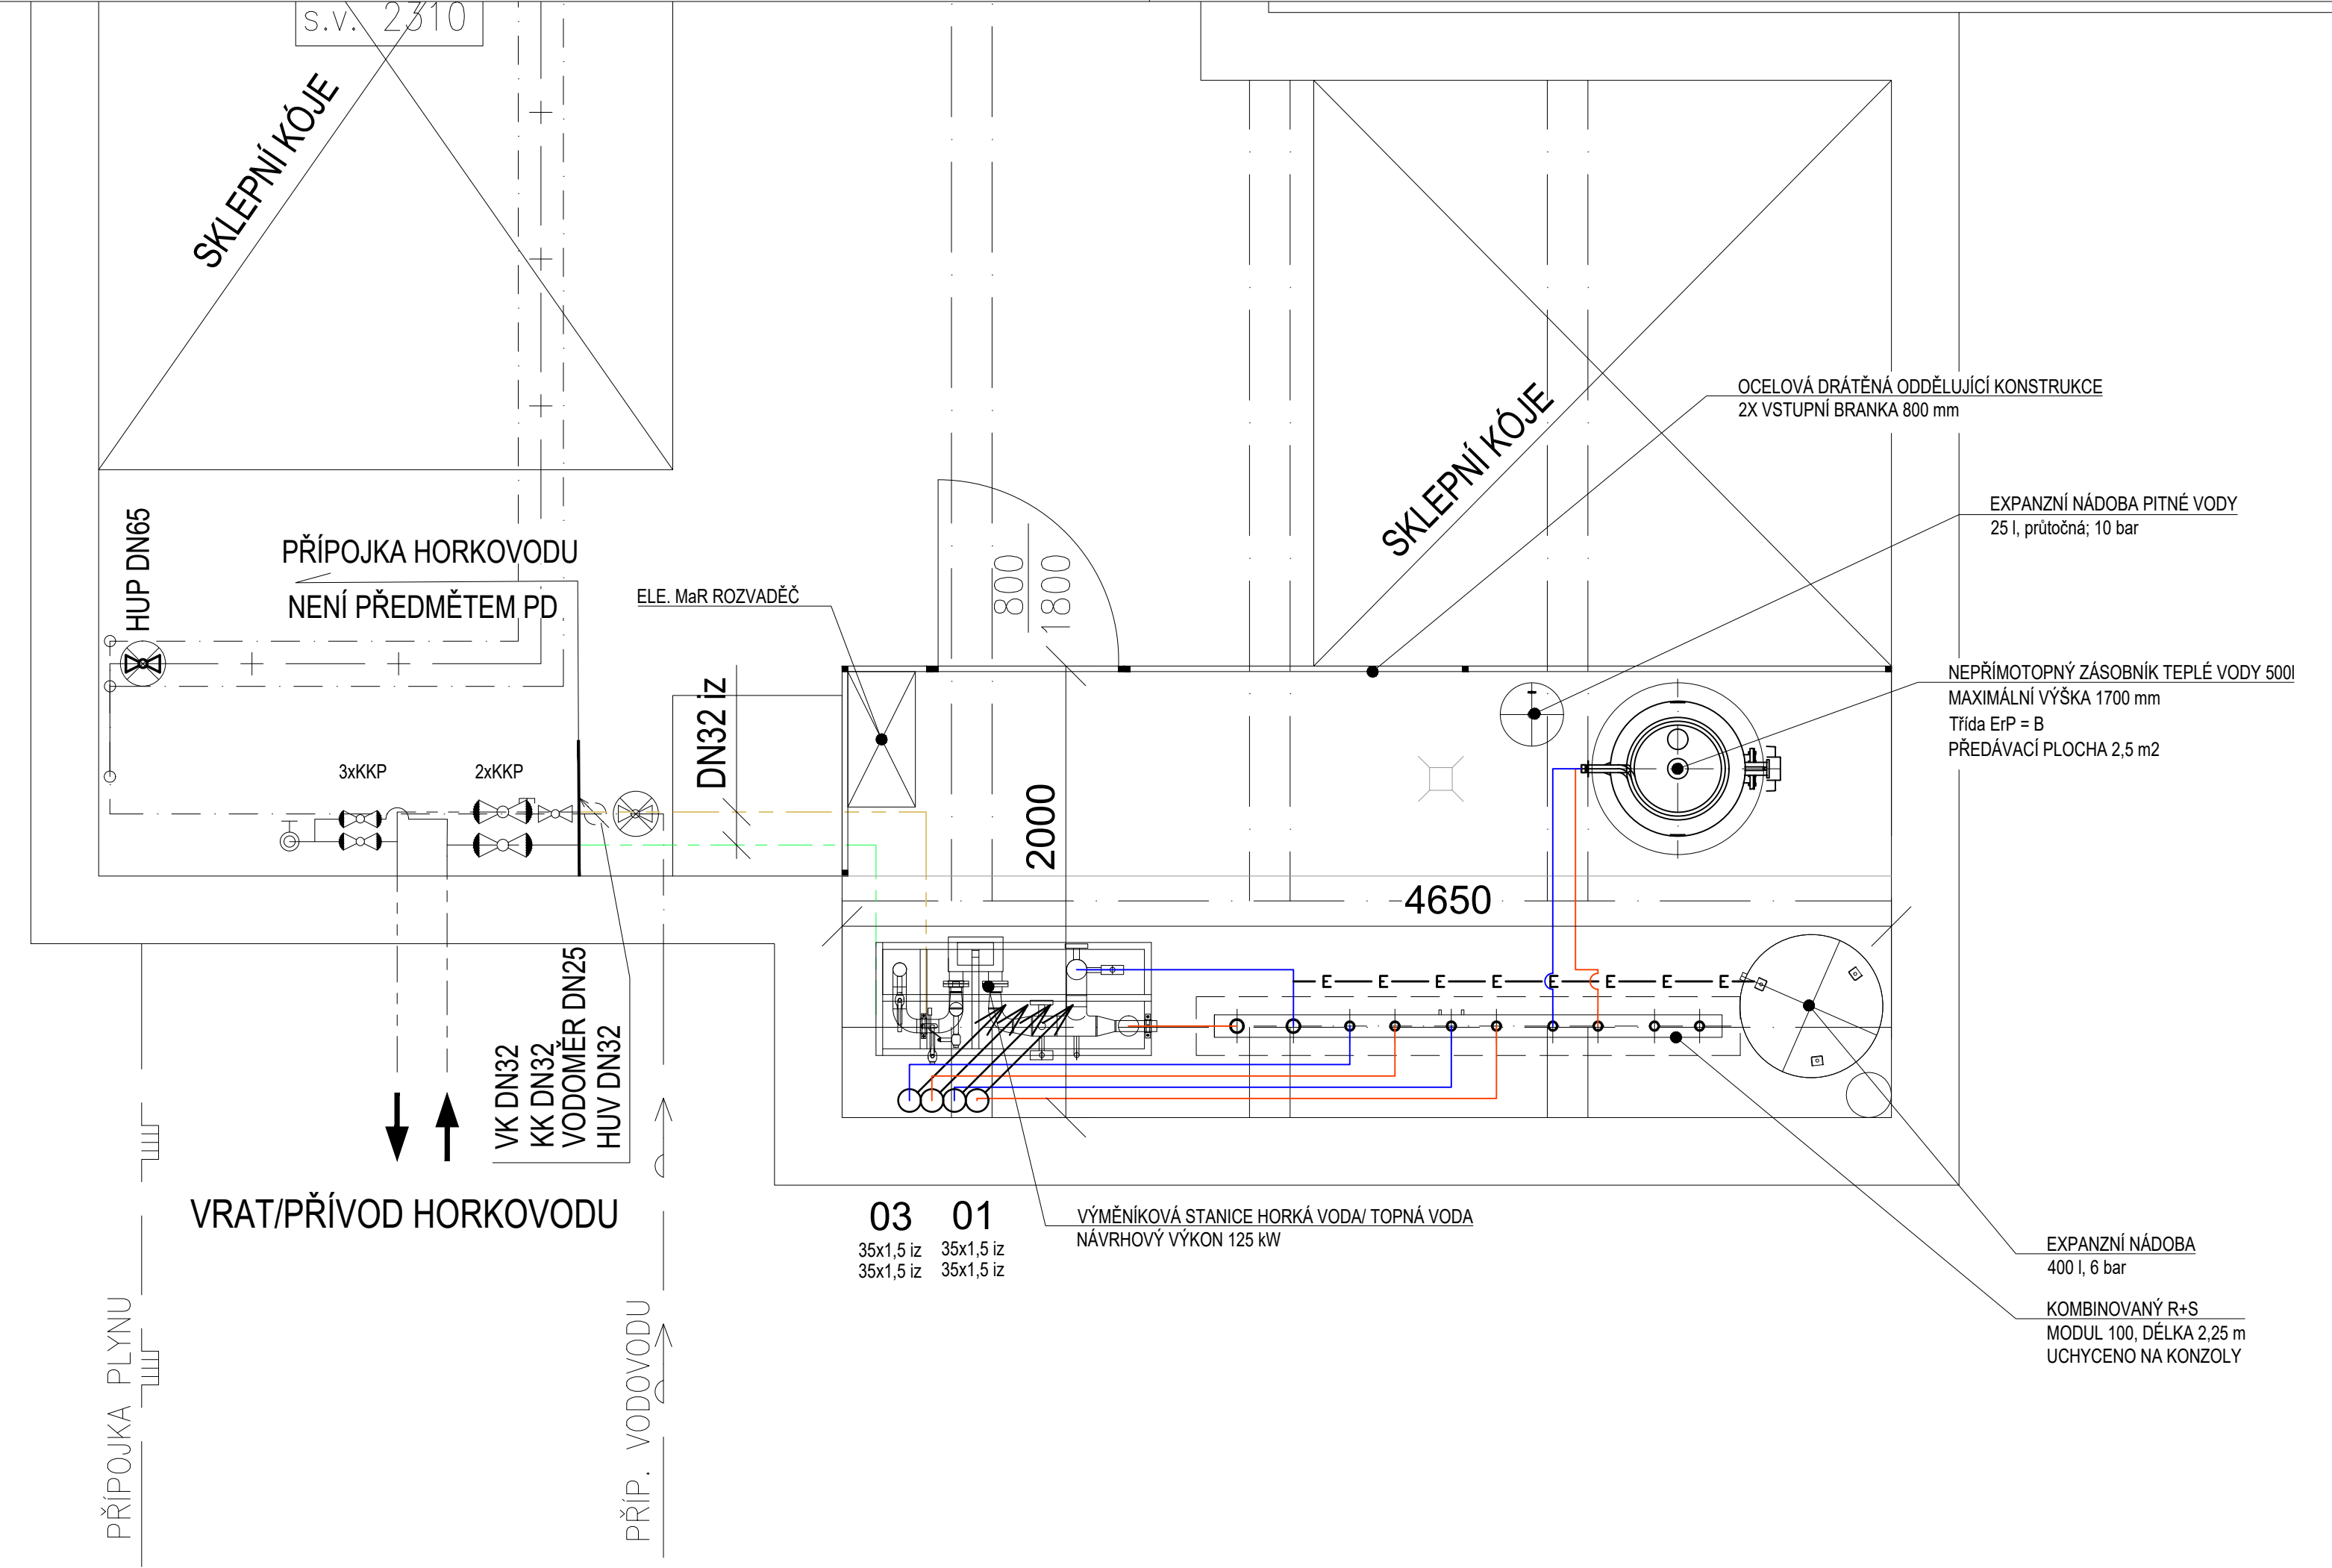 S.V. 2310
SKLEPNÍ KÓJE
SKLEPNÍ KÓJE
OCELOVÁ DRÁTĚNÁ ODDĚLUJÍCÍ KONSTRUKCE
2X VSTUPNÍ BRANKA 800 mm
EXPANZNÍ NÁDOBA PITNÉ VODY
25 l, průtočná; 10 bar
HUP DN65
PŘÍPOJKA HORKOVODU
NENÍ PŘEDMĚTEM PD
ELE. MaR ROZVADĚČ
800
1800
NEPŘÍMOTOPNÝ ZÁSOBNÍK TEPLÉ VODY 500l
MAXIMÁLNÍ VÝŠKA 1700 mm
Třída ErP = B
PŘEDÁVACÍ PLOCHA 2,5 m2
DN32 iz
3xKKP
2xKKP
2000
4650
E E E E E E E E
VK DN32
KK DN32
VODOMĚR DN25
HUV DN32
VRAT/PŘÍVOD HORKOVODU
03
35x1,5 iz
35x1,5 iz
01
35x1,5 iz
35x1,5 iz
VÝMĚNÍKOVÁ STANICE HORKÁ VODA/ TOPNÁ VODA
NÁVRHOVÝ VÝKON 125 kW
EXPANZNÍ NÁDOBA
400 l, 6 bar
KOMBINOVANÝ R+S
MODUL 100, DÉLKA 2,25 m
UCHYCENO NA KONZOLY
PŘÍPOJKA PLYNU
PŘÍP. VODOVODU